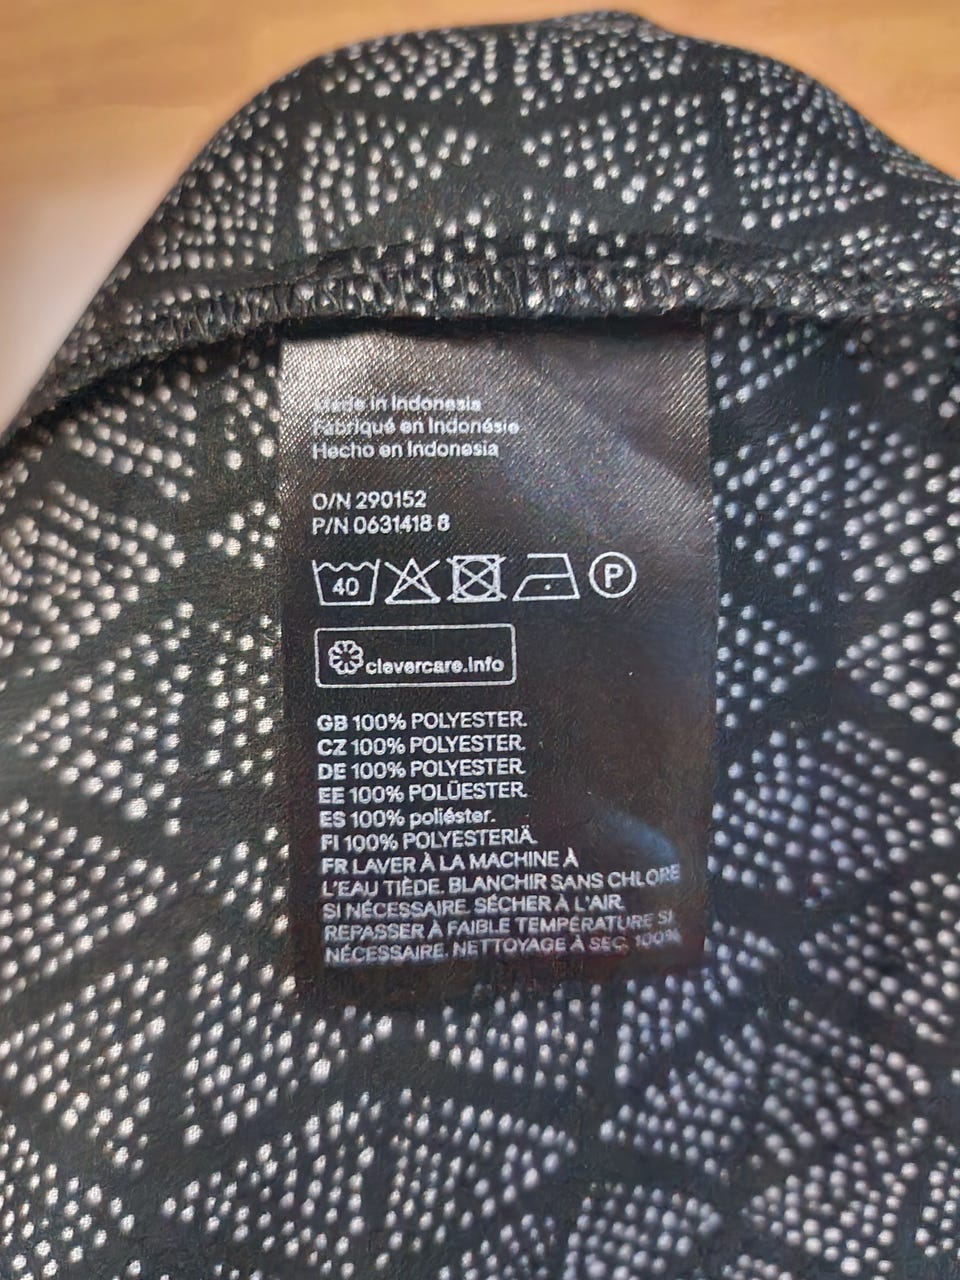 Made in Indonesia
Fabriqué en Indonésie
Hecho en Indonesia
O/N 290152
P/N 0631418 8
40 P
clevercare.info
GB 100% POLYESTER.
CZ 100% POLYESTER.
DE 100% POLYESTER.
EE 100% POLÜESTER.
ES 100% poliéster.
FI 100% POLYESTERIÄ.
FR LAVER À LA MACHINE À
L'EAU TIÈDE. BLANCHIR SANS CHLORE
SI NÉCESSAIRE. SÉCHER À L'AIR.
REPASSER À FAIBLE TEMPÉRATURE SI
NÉCESSAIRE. NETTOYAGE À SEC. 100%